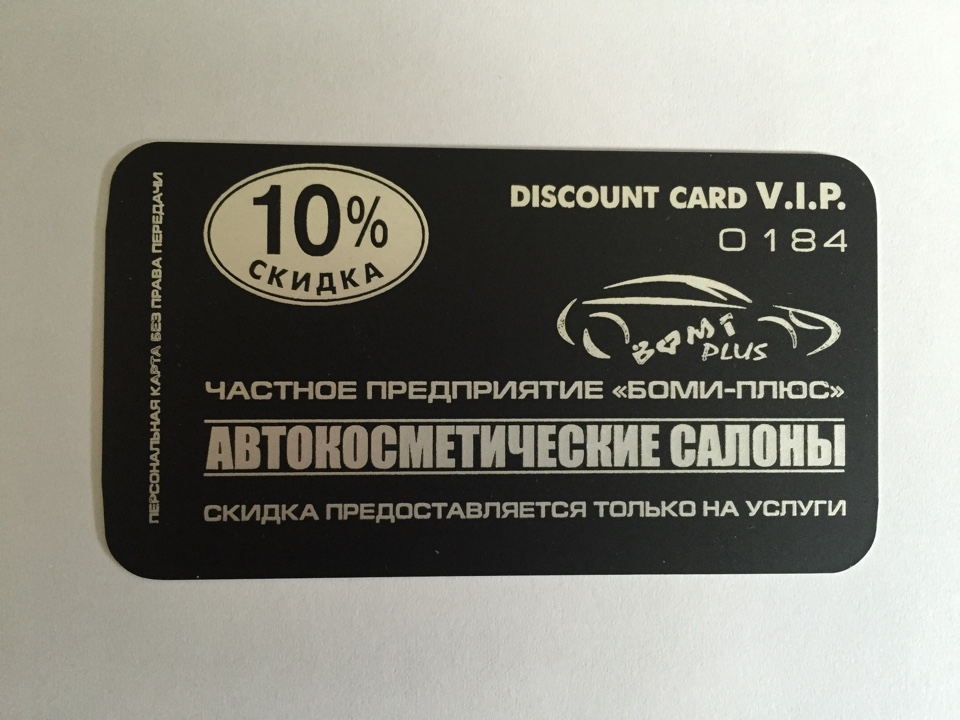 ПЕРСОНАЛЬНАЯ КАРТА БЕЗ ПРАВА ПЕРЕДАЧИ
10%
СКИДКА
DISCOUNT CARD V.I.P.
0184
BOMI
PLUS
ЧАСТНОЕ ПРЕДПРИЯТИЕ «БОМИ-ПЛЮС»
АВТОКОСМЕТИЧЕСКИЕ САЛОНЫ
СКИДКА ПРЕДОСТАВЛЯЕТСЯ ТОЛЬКО НА УСЛУГИ